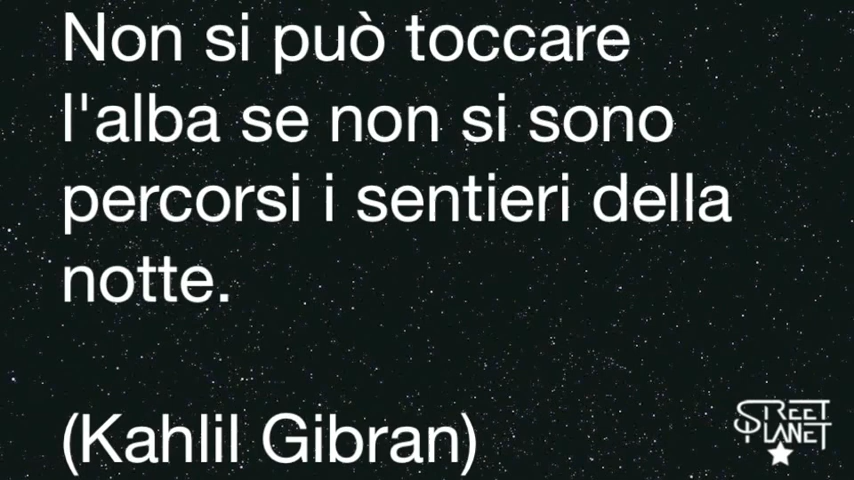 Non si può toccare
l'alba se non si sono
percorsi i sentieri della
notte.
(Kahlil Gibran)
STREET
PLANET